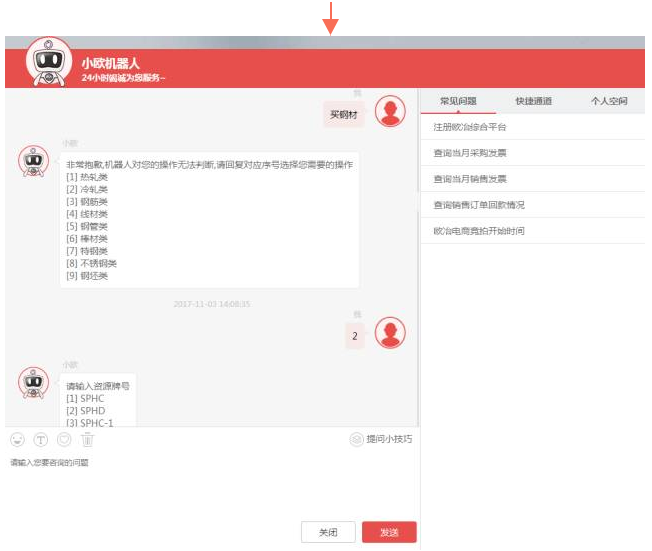 小欧机器人
24小时竭诚为您服务~
我
买钢材
小欧
非常抱歉,机器人对您的操作无法判断,请回复对应序号选择您需要的操作
[1] 热轧类
[2] 冷轧类
[3] 钢筋类
[4] 线材类
[5] 钢管类
[6] 棒材类
[7] 特钢类
[8] 不锈钢类
[9] 钢坯类
2017-11-03 14:08:35
我
2
小欧
请输入资源牌号
[1] SPHC
[2] SPHD
[3] SPHC-1
提问小技巧
请输入您要咨询的问题
关闭
发送
常见问题
快捷通道
个人空间
注册欧冶综合平台
查询当月采购发票
查询当月销售发票
查询销售订单回款情况
欧冶电商竞拍开始时间